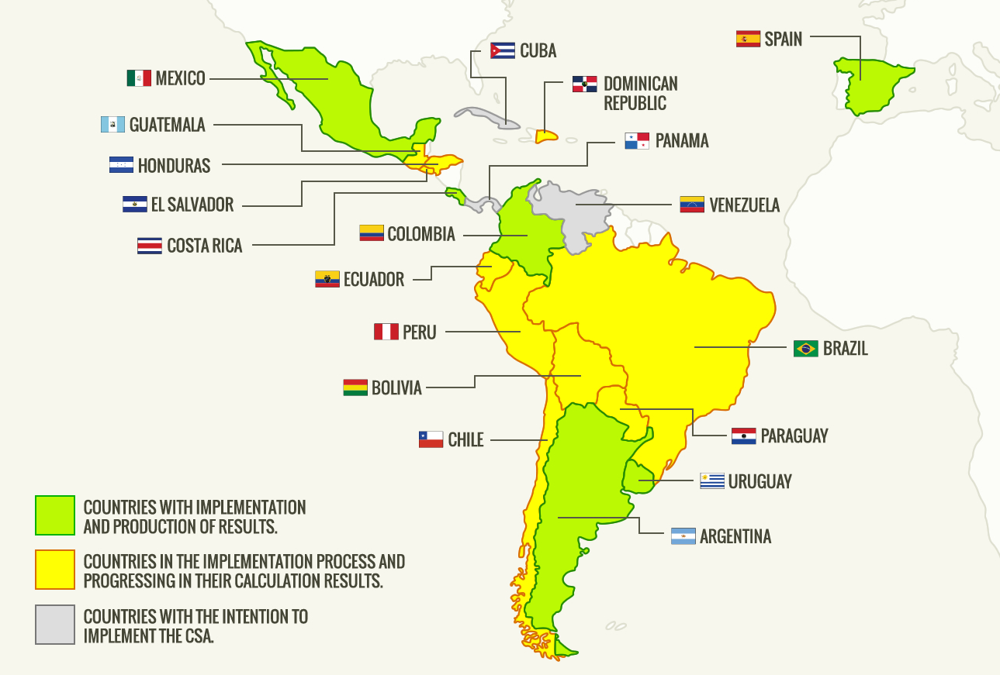 SPAIN
CUBA
MEXICO
DOMINICAN
REPUBLIC
GUATEMALA
PANAMA
HONDURAS
EL SALVADOR
VENEZUELA
COLOMBIA
COSTA RICA
ECUADOR
PERU
BRAZIL
BOLIVIA
CHILE
PARAGUAY
URUGUAY
ARGENTINA
COUNTRIES WITH IMPLEMENTATION
AND PRODUCTION OF RESULTS.
COUNTRIES IN THE IMPLEMENTATION PROCESS AND
PROGRESSING IN THEIR CALCULATION RESULTS.
COUNTRIES WITH THE INTENTION TO
IMPLEMENT THE CSA.